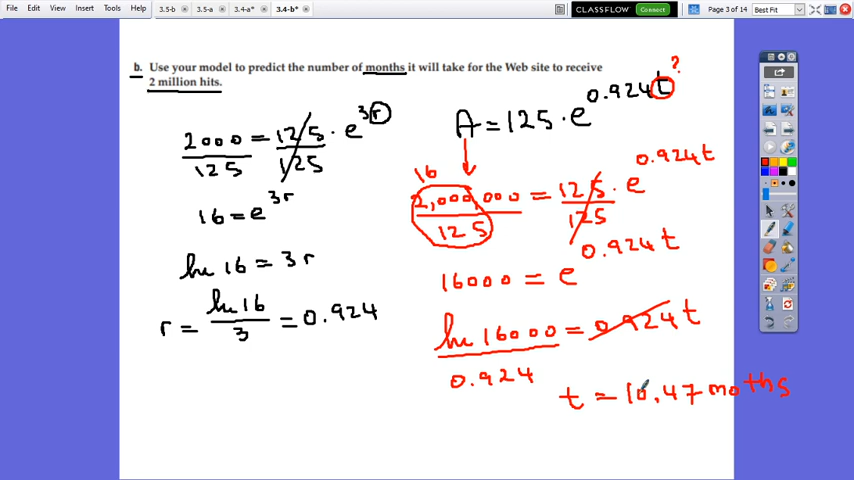 File Edit View Insert Tools Help
3.5-b 3.5-a 3.4-a* 3.4-b*
CLASSFLOW Connect
Page 3 of 14 Best Fit
b. Use your model to predict the number of months it will take for the Web site to receive
2 million hits.
2000/125 = 125/125 · e^3r
16 = e^3r
ln 16 = 3r
r = ln 16/3 = 0.924
A = 125 · e^0.924t ?
16
2,000,000/125 = 125/125 · e^0.924t
16000 = e^0.924t
ln 16000/0.924 = 0.924 t
t = 10.47 moths